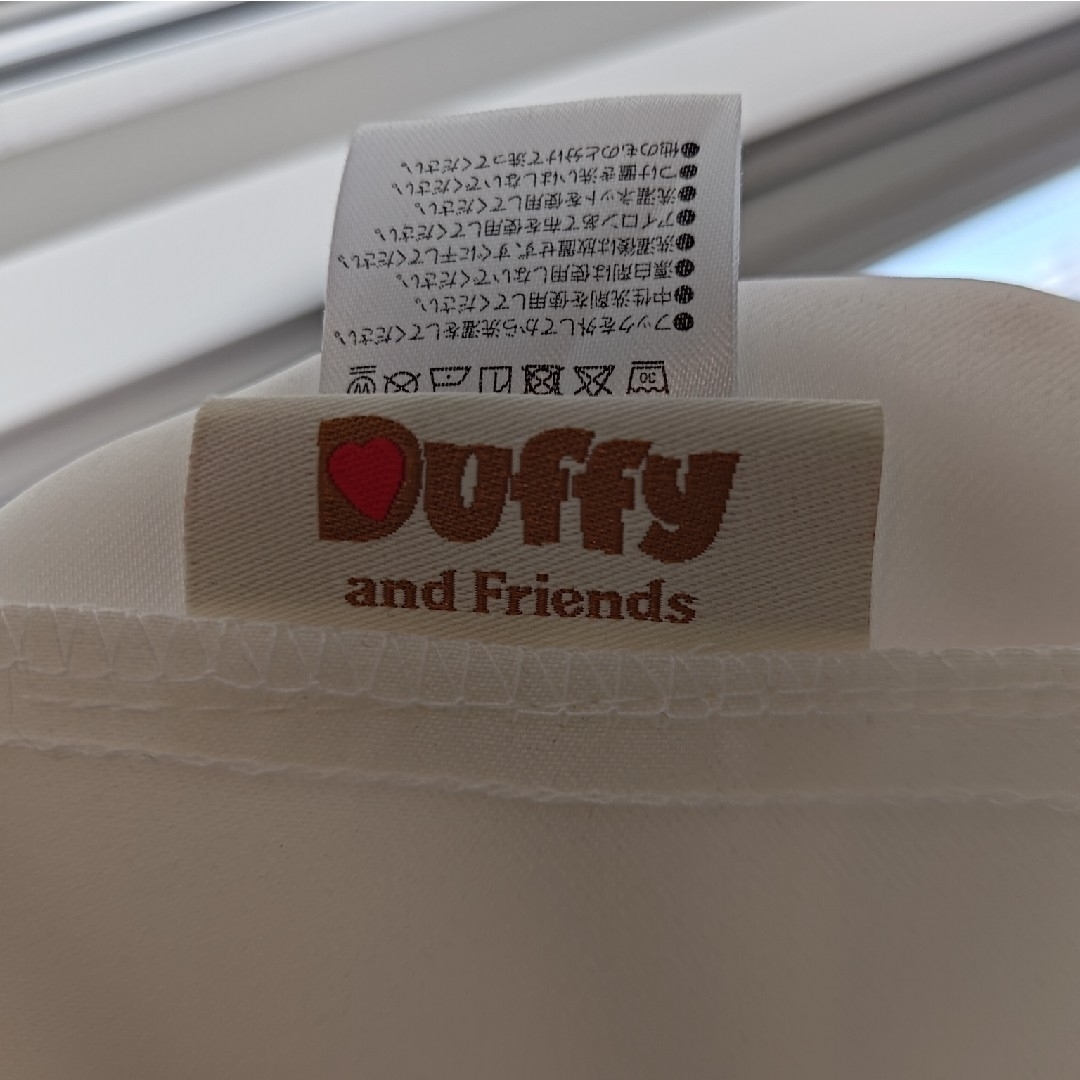 Duffy
and Friends
30
W
●フックを外してから洗濯をしてください。
●中性洗剤を使用してください。
●漂白剤は使用しないでください。
●洗濯後は放置せず、すぐに干してください。
●アイロンあて布を使用してください。
●洗濯ネットを使用してください。
●つけ置き洗いはしないでください。
●他のものと分けて洗ってください。